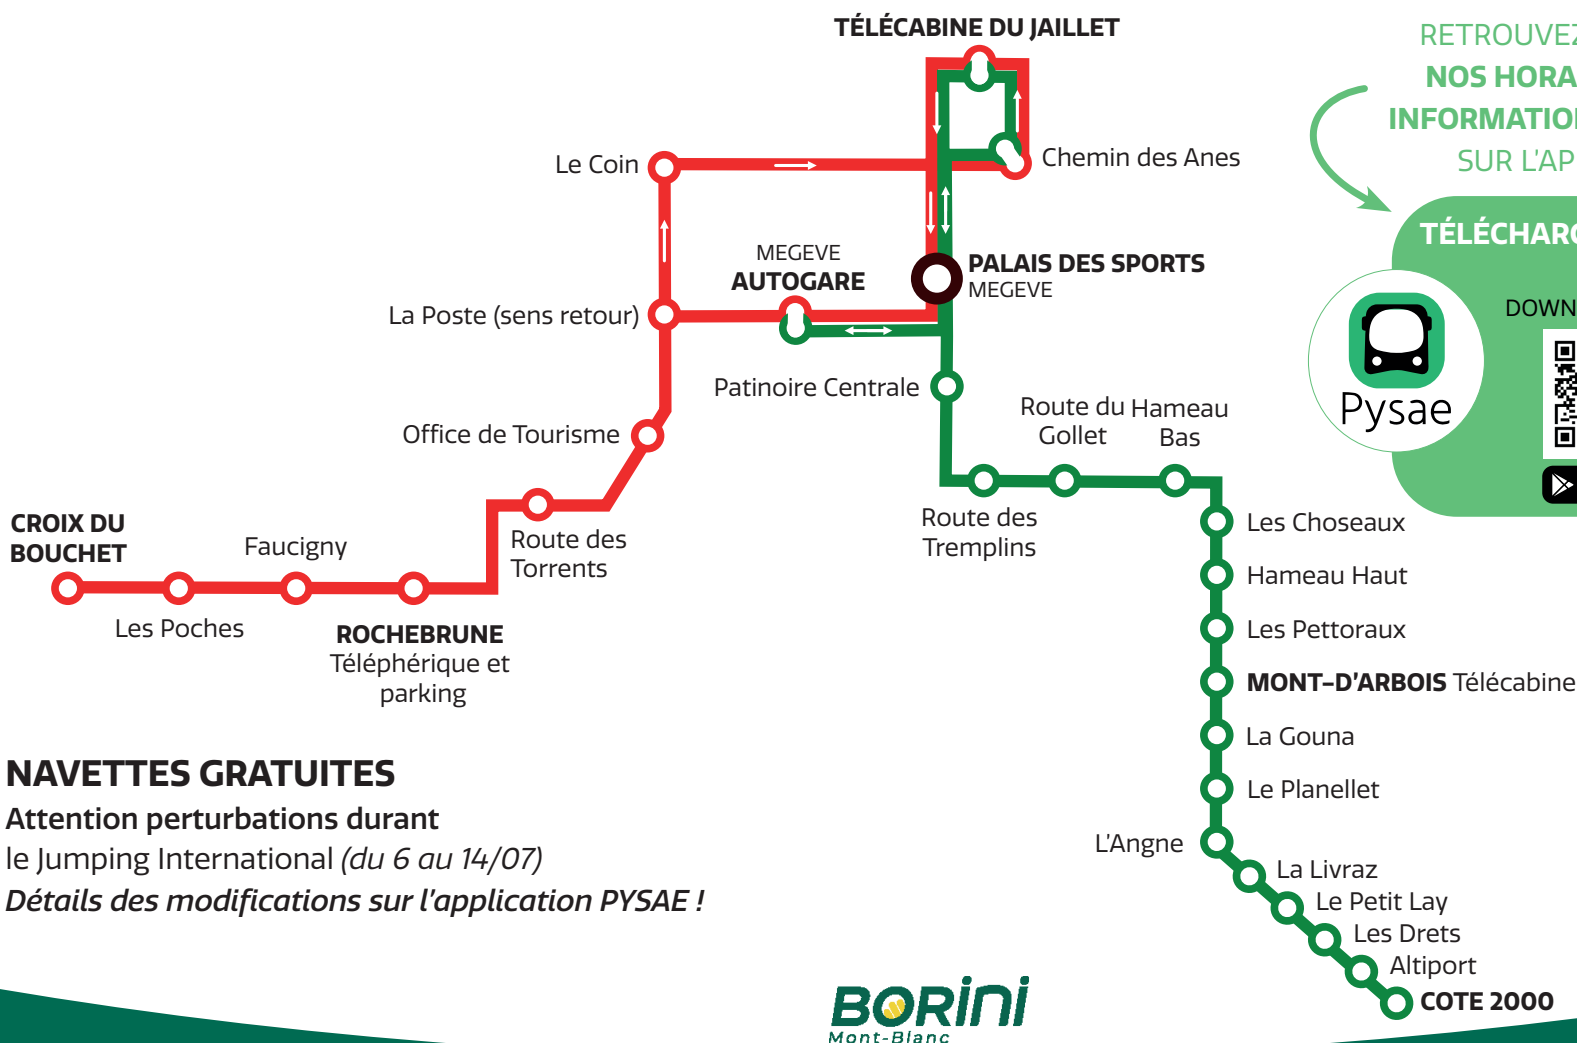 TÉLÉCABINE DU JAILLET
RETROUVEZ
NOS HORA
INFORMATION
SUR L'AP
Le Coin
Chemin des Anes
TÉLÉCHARG
MEGEVE
AUTOGARE
PALAIS DES SPORTS
MEGEVE
La Poste (sens retour)
DOWN
Pysae
Patinoire Centrale
Route du
Gollet
Hameau
Bas
Office de Tourisme
Route des
Tremplins
CROIX DU
BOUCHET
Faucigny
Route des
Torrents
Les Poches
ROCHEBRUNE
Téléphérique et
parking
Les Choseaux
Hameau Haut
Les Pettoraux
MONT-D'ARBOIS Télécabine
La Gouna
Le Planellet
L'Angne
La Livraz
Le Petit Lay
Les Drets
Altiport
COTE 2000
NAVETTES GRATUITES
Attention perturbations durant
le Jumping International (du 6 au 14/07)
Détails des modifications sur l'application PYSAE !
BORINI
Mont-Blanc